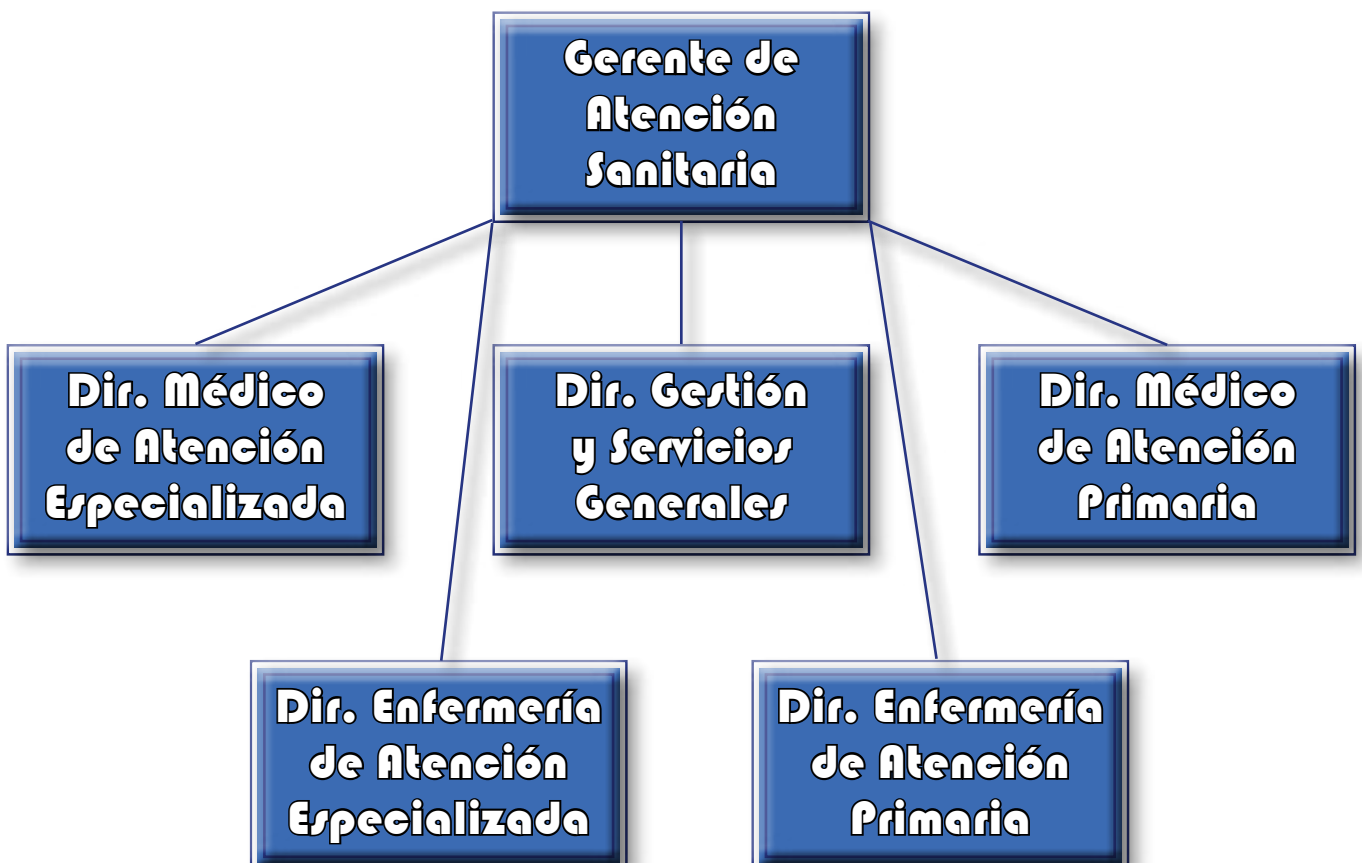 Gerente de
Atención
Sanitaria
Dir. Médico
de Atención
Especializada
Dir. Gestión
y Servicios
Generales
Dir. Médico
de Atención
Primaria
Dir. Enfermería
de Atención
Especializada
Dir. Enfermería
de Atención
Primaria